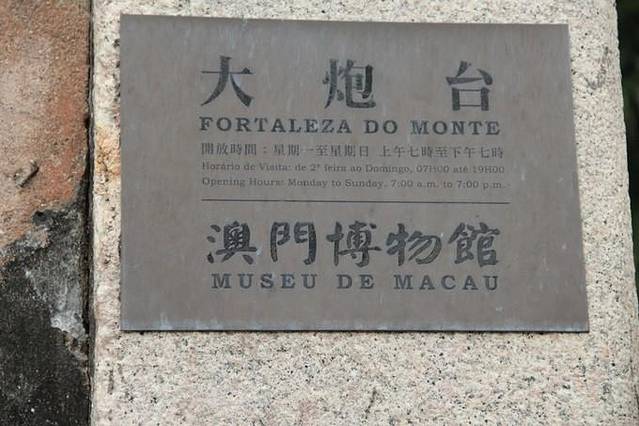 大炮台
FORTALEZA DO MONTE
開放時間：星期一至星期日 上午七時至下午七時
Horário de Visita: de 2ª feira ao Domingo, 07H00 até 19H00
Opening Hours: Monday to Sunday, 7:00 a.m. to 7:00 p.m.
澳門博物館
MUSEU DE MACAU